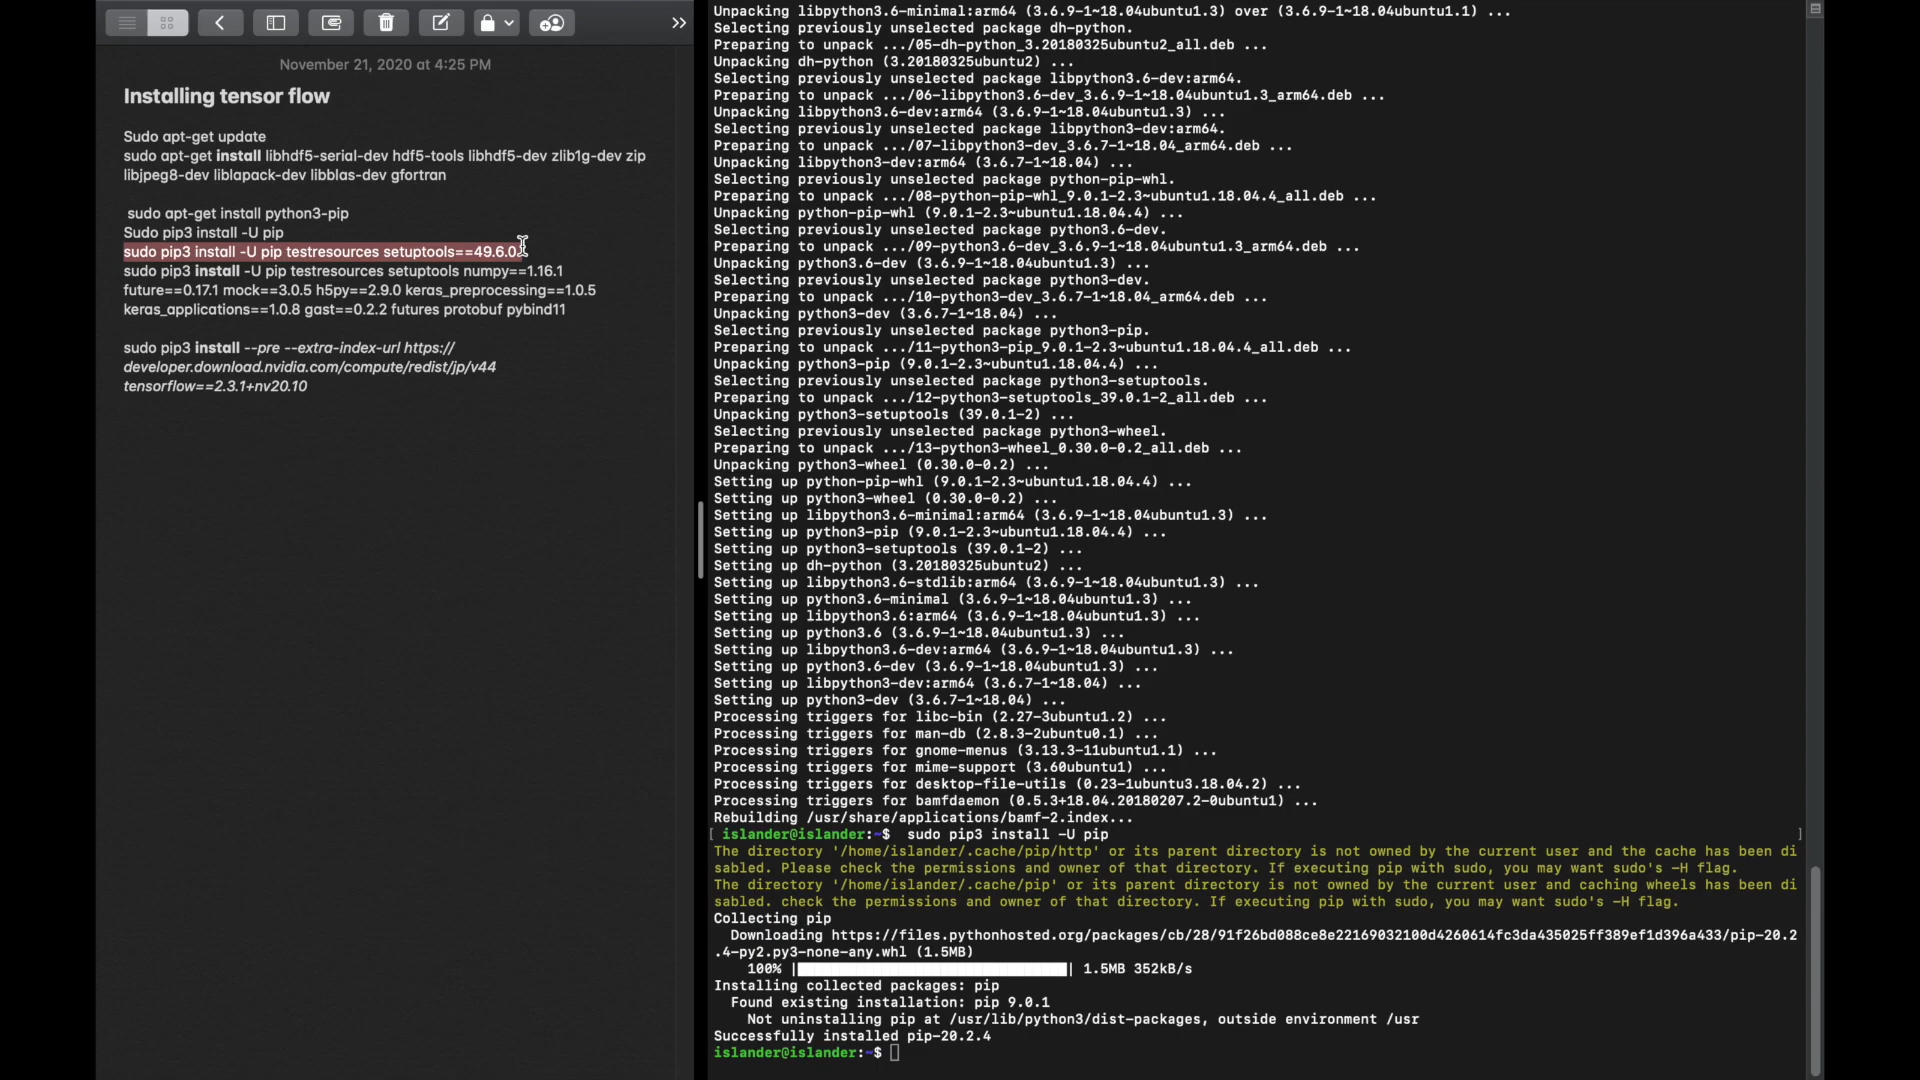 November 21, 2020 at 4:25 PM
Installing tensor flow
Sudo apt-get update
sudo apt-get install libhdf5-serial-dev hdf5-tools libhdf5-dev zlib1g-dev zip
libjpeg8-dev liblapack-dev libblas-dev gfortran
sudo apt-get install python3-pip
Sudo pip3 install -U pip
sudo pip3 install -U pip testresources setuptools==49.6.0
sudo pip3 install -U pip testresources setuptools numpy==1.16.1
future==0.17.1 mock==3.0.5 h5py==2.9.0 keras_preprocessing==1.0.5
keras_applications==1.0.8 gast==0.2.2 futures protobuf pybind11
sudo pip3 install --pre --extra-index-url https://
developer.download.nvidia.com/compute/redist/jp/v44
tensorflow==2.3.1+nv20.10
Unpacking libpython3.6-minimal:arm64 (3.6.9-1~18.04ubuntu1.3) over (3.6.9-1~18.04ubuntu1.1) ...
Selecting previously unselected package dh-python.
Preparing to unpack .../05-dh-python_3.20180325ubuntu2_all.deb ...
Unpacking dh-python (3.20180325ubuntu2) ...
Selecting previously unselected package libpython3.6-dev:arm64.
Preparing to unpack .../06-libpython3.6-dev_3.6.9-1~18.04ubuntu1.3_arm64.deb ...
Unpacking libpython3.6-dev:arm64 (3.6.9-1~18.04ubuntu1.3) ...
Selecting previously unselected package libpython3-dev:arm64.
Preparing to unpack .../07-libpython3-dev_3.6.7-1~18.04_arm64.deb ...
Unpacking libpython3-dev:arm64 (3.6.7-1~18.04) ...
Selecting previously unselected package python-pip-whl.
Preparing to unpack .../08-python-pip-whl_9.0.1-2.3~ubuntu1.18.04.4_all.deb ...
Unpacking python-pip-whl (9.0.1-2.3~ubuntu1.18.04.4) ...
Selecting previously unselected package python3.6-dev.
Preparing to unpack .../09-python3.6-dev_3.6.9-1~18.04ubuntu1.3_arm64.deb ...
Unpacking python3.6-dev (3.6.9-1~18.04ubuntu1.3) ...
Selecting previously unselected package python3-dev.
Preparing to unpack .../10-python3-dev_3.6.7-1~18.04_arm64.deb ...
Unpacking python3-dev (3.6.7-1~18.04) ...
Selecting previously unselected package python3-pip.
Preparing to unpack .../11-python3-pip_9.0.1-2.3~ubuntu1.18.04.4_all.deb ...
Unpacking python3-pip (9.0.1-2.3~ubuntu1.18.04.4) ...
Selecting previously unselected package python3-setuptools.
Preparing to unpack .../12-python3-setuptools_39.0.1-2_all.deb ...
Unpacking python3-setuptools (39.0.1-2) ...
Selecting previously unselected package python3-wheel.
Preparing to unpack .../13-python3-wheel_0.30.0-0.2_all.deb ...
Unpacking python3-wheel (0.30.0-0.2) ...
Setting up python-pip-whl (9.0.1-2.3~ubuntu1.18.04.4) ...
Setting up python3-wheel (0.30.0-0.2) ...
Setting up libpython3.6-minimal:arm64 (3.6.9-1~18.04ubuntu1.3) ...
Setting up python3-pip (9.0.1-2.3~ubuntu1.18.04.4) ...
Setting up python3-setuptools (39.0.1-2) ...
Setting up dh-python (3.20180325ubuntu2) ...
Setting up libpython3.6-stdlib:arm64 (3.6.9-1~18.04ubuntu1.3) ...
Setting up python3.6-minimal (3.6.9-1~18.04ubuntu1.3) ...
Setting up libpython3.6:arm64 (3.6.9-1~18.04ubuntu1.3) ...
Setting up python3.6 (3.6.9-1~18.04ubuntu1.3) ...
Setting up libpython3.6-dev:arm64 (3.6.9-1~18.04ubuntu1.3) ...
Setting up python3.6-dev (3.6.9-1~18.04ubuntu1.3) ...
Setting up libpython3-dev:arm64 (3.6.7-1~18.04) ...
Setting up python3-dev (3.6.7-1~18.04) ...
Processing triggers for libc-bin (2.27-3ubuntu1.2) ...
Processing triggers for man-db (2.8.3-2ubuntu0.1) ...
Processing triggers for gnome-menus (3.13.3-11ubuntu1.1) ...
Processing triggers for mime-support (3.60ubuntu1) ...
Processing triggers for desktop-file-utils (0.23-1ubuntu3.18.04.2) ...
Processing triggers for bamfdaemon (0.5.3+18.04.20180207.2-0ubuntu1) ...
Rebuilding /usr/share/applications/bamf-2.index...
[ islander@islander:~$  sudo pip3 install -U pip ]
The directory '/home/islander/.cache/pip/http' or its parent directory is not owned by the current user and the cache has been di
sabled. Please check the permissions and owner of that directory. If executing pip with sudo, you may want sudo's -H flag.
The directory '/home/islander/.cache/pip' or its parent directory is not owned by the current user and caching wheels has been di
sabled. check the permissions and owner of that directory. If executing pip with sudo, you may want sudo's -H flag.
Collecting pip
Downloading https://files.pythonhosted.org/packages/cb/28/91f26bd088ce8e22169032100d4260614fc3da435025ff389ef1d396a433/pip-20.2
.4-py2.py3-none-any.whl (1.5MB)
100% |████████████████████████████████| 1.5MB 352kB/s
Installing collected packages: pip
Found existing installation: pip 9.0.1
Not uninstalling pip at /usr/lib/python3/dist-packages, outside environment /usr
Successfully installed pip-20.2.4
islander@islander:~$